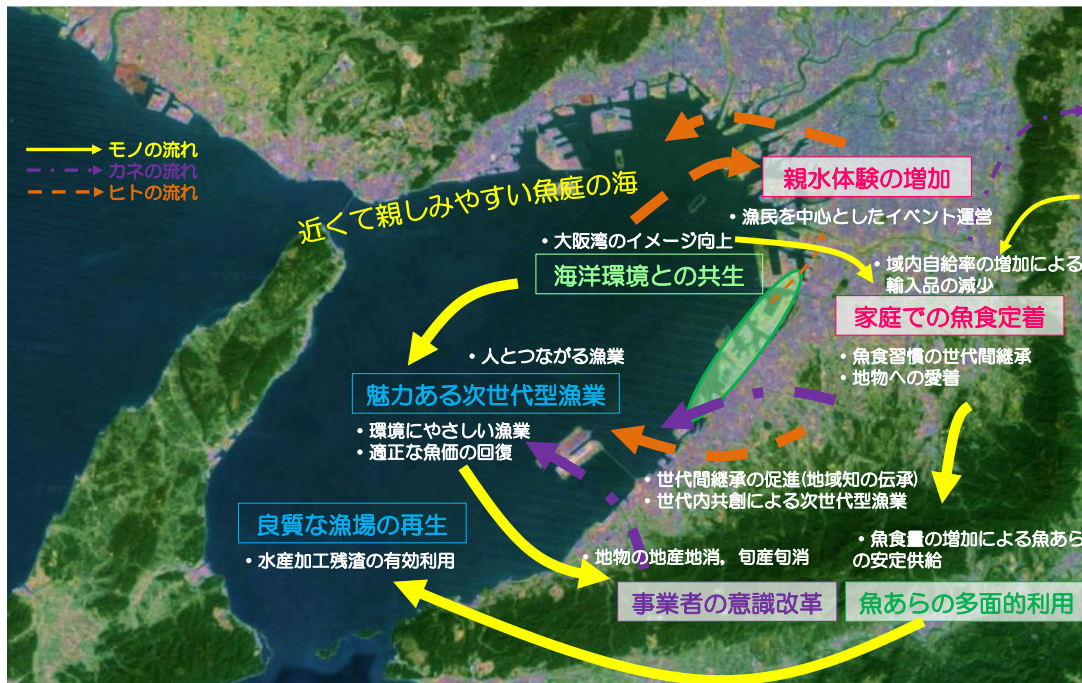 モノの流れ
カネの流れ
ヒトの流れ
近くて親しみやすい魚庭の海
親水体験の増加
・漁民を中心としたイベント運営
・大阪湾のイメージ向上
海洋環境との共生
・域内自給率の増加による
輸入品の減少
家庭での魚食定着
・魚食習慣の世代間継承
・地物への愛着
・人とつながる漁業
魅力ある次世代型漁業
・環境にやさしい漁業
・適正な魚価の回復
・世代間継承の促進(地域知の伝承)
・世代内共創による次世代型漁業
良質な漁場の再生
・水産加工残渣の有効利用
・地物の地産地消，旬産旬消
事業者の意識改革
・魚食量の増加による魚あら
の安定供給
魚あらの多面的利用